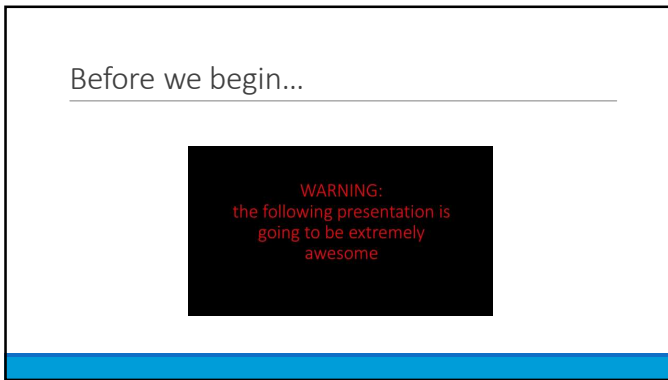 Before we begin…
WARNING:
the following presentation is
going to be extremely
awesome